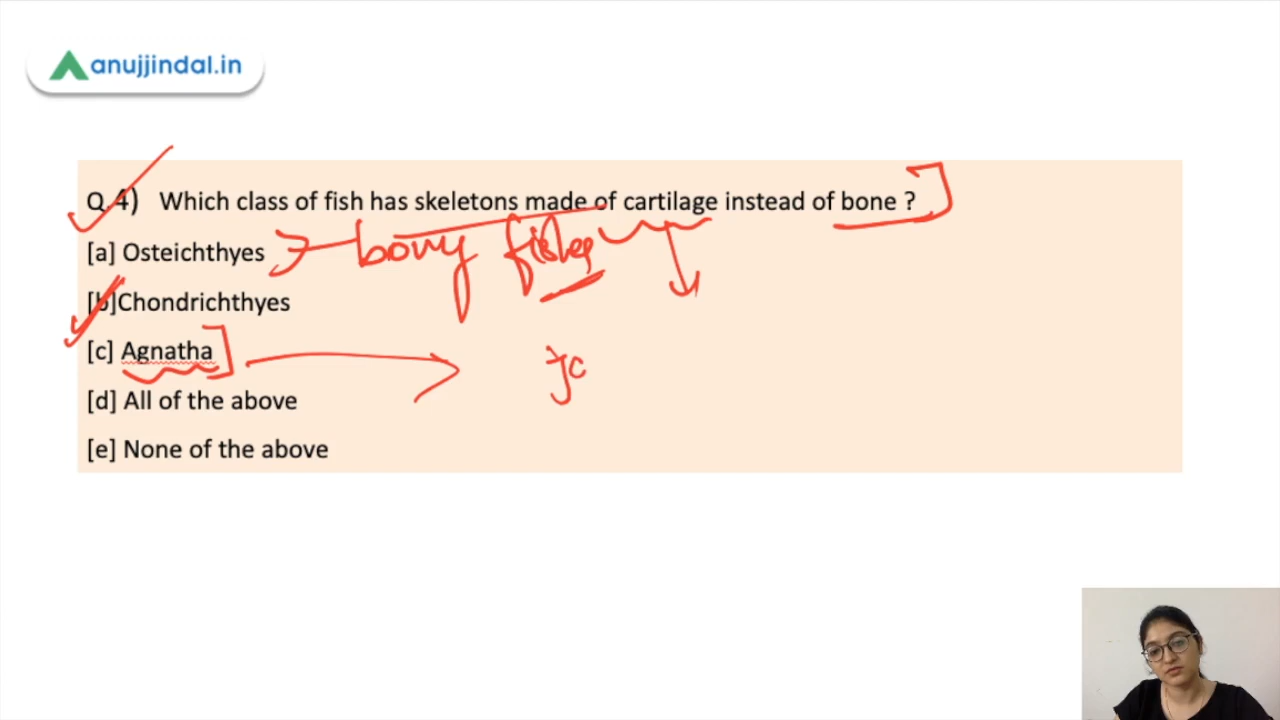 anujjindal.in
Q.4) Which class of fish has skeletons made of cartilage instead of bone ?
[a] Osteichthyes
bony fishes
[b]Chondrichthyes
[c] Agnatha
[d] All of the above
[e] None of the above